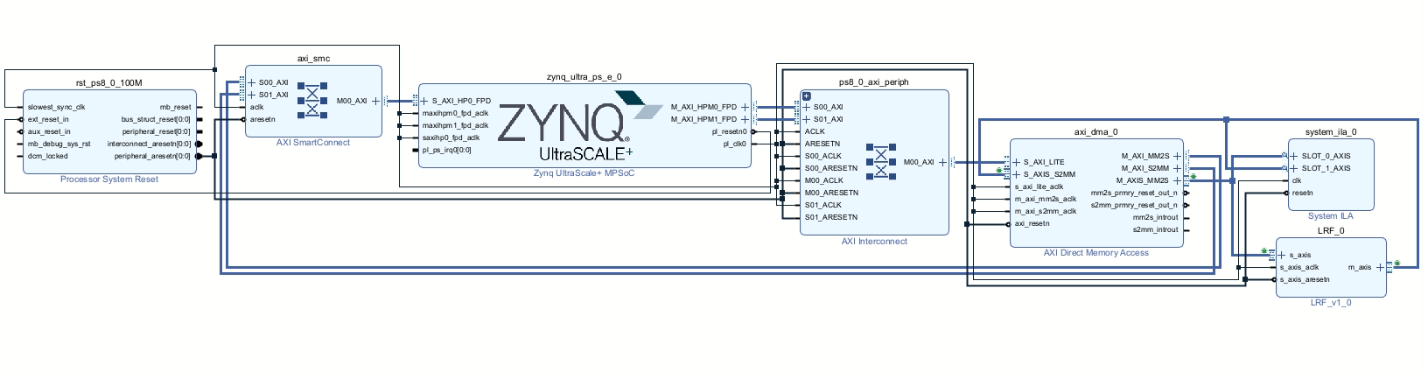 rst_ps8_0_100M
slowest_sync_clk
ext_reset_in
aux_reset_in
mb_debug_sys_rst
dcm_locked
mb_reset
bus_struct_reset[0:0]
peripheral_reset[0:0]
interconnect_aresetn[0:0]
peripheral_aresetn[0:0]
Processor System Reset
axi_smc
S00_AXI
S01_AXI
aclk
aresetn
M00_AXI
AXI SmartConnect
zynq_ultra_ps_e_0
S_AXI_HP0_FPD
maxihpm0_fpd_aclk
maxihpm1_fpd_aclk
saxihp0_fpd_aclk
pl_ps_irq0[0:0]
ZYNQ
UltraSCALE+
M_AXI_HPM0_FPD
M_AXI_HPM1_FPD
pl_resetn0
pl_clk0
Zynq UltraScale+ MPSoC
ps8_0_axi_periph
S00_AXI
S01_AXI
ACLK
ARESETN
S00_ACLK
S00_ARESETN
M00_ACLK
M00_ARESETN
S01_ACLK
S01_ARESETN
M00_AXI
AXI Interconnect
axi_dma_0
S_AXI_LITE
S_AXIS_S2MM
s_axi_lite_aclk
m_axi_mm2s_aclk
m_axi_s2mm_aclk
axi_resetn
M_AXI_MM2S
M_AXI_S2MM
M_AXIS_MM2S
mm2s_prmry_reset_out_n
s2mm_prmry_reset_out_n
mm2s_introut
s2mm_introut
AXI Direct Memory Access
system_ila_0
SLOT_0_AXIS
SLOT_1_AXIS
clk
resetn
System ILA
LRF_0
s_axis
s_axis_aclk
s_axis_aresetn
m_axis
LRF_v1_0